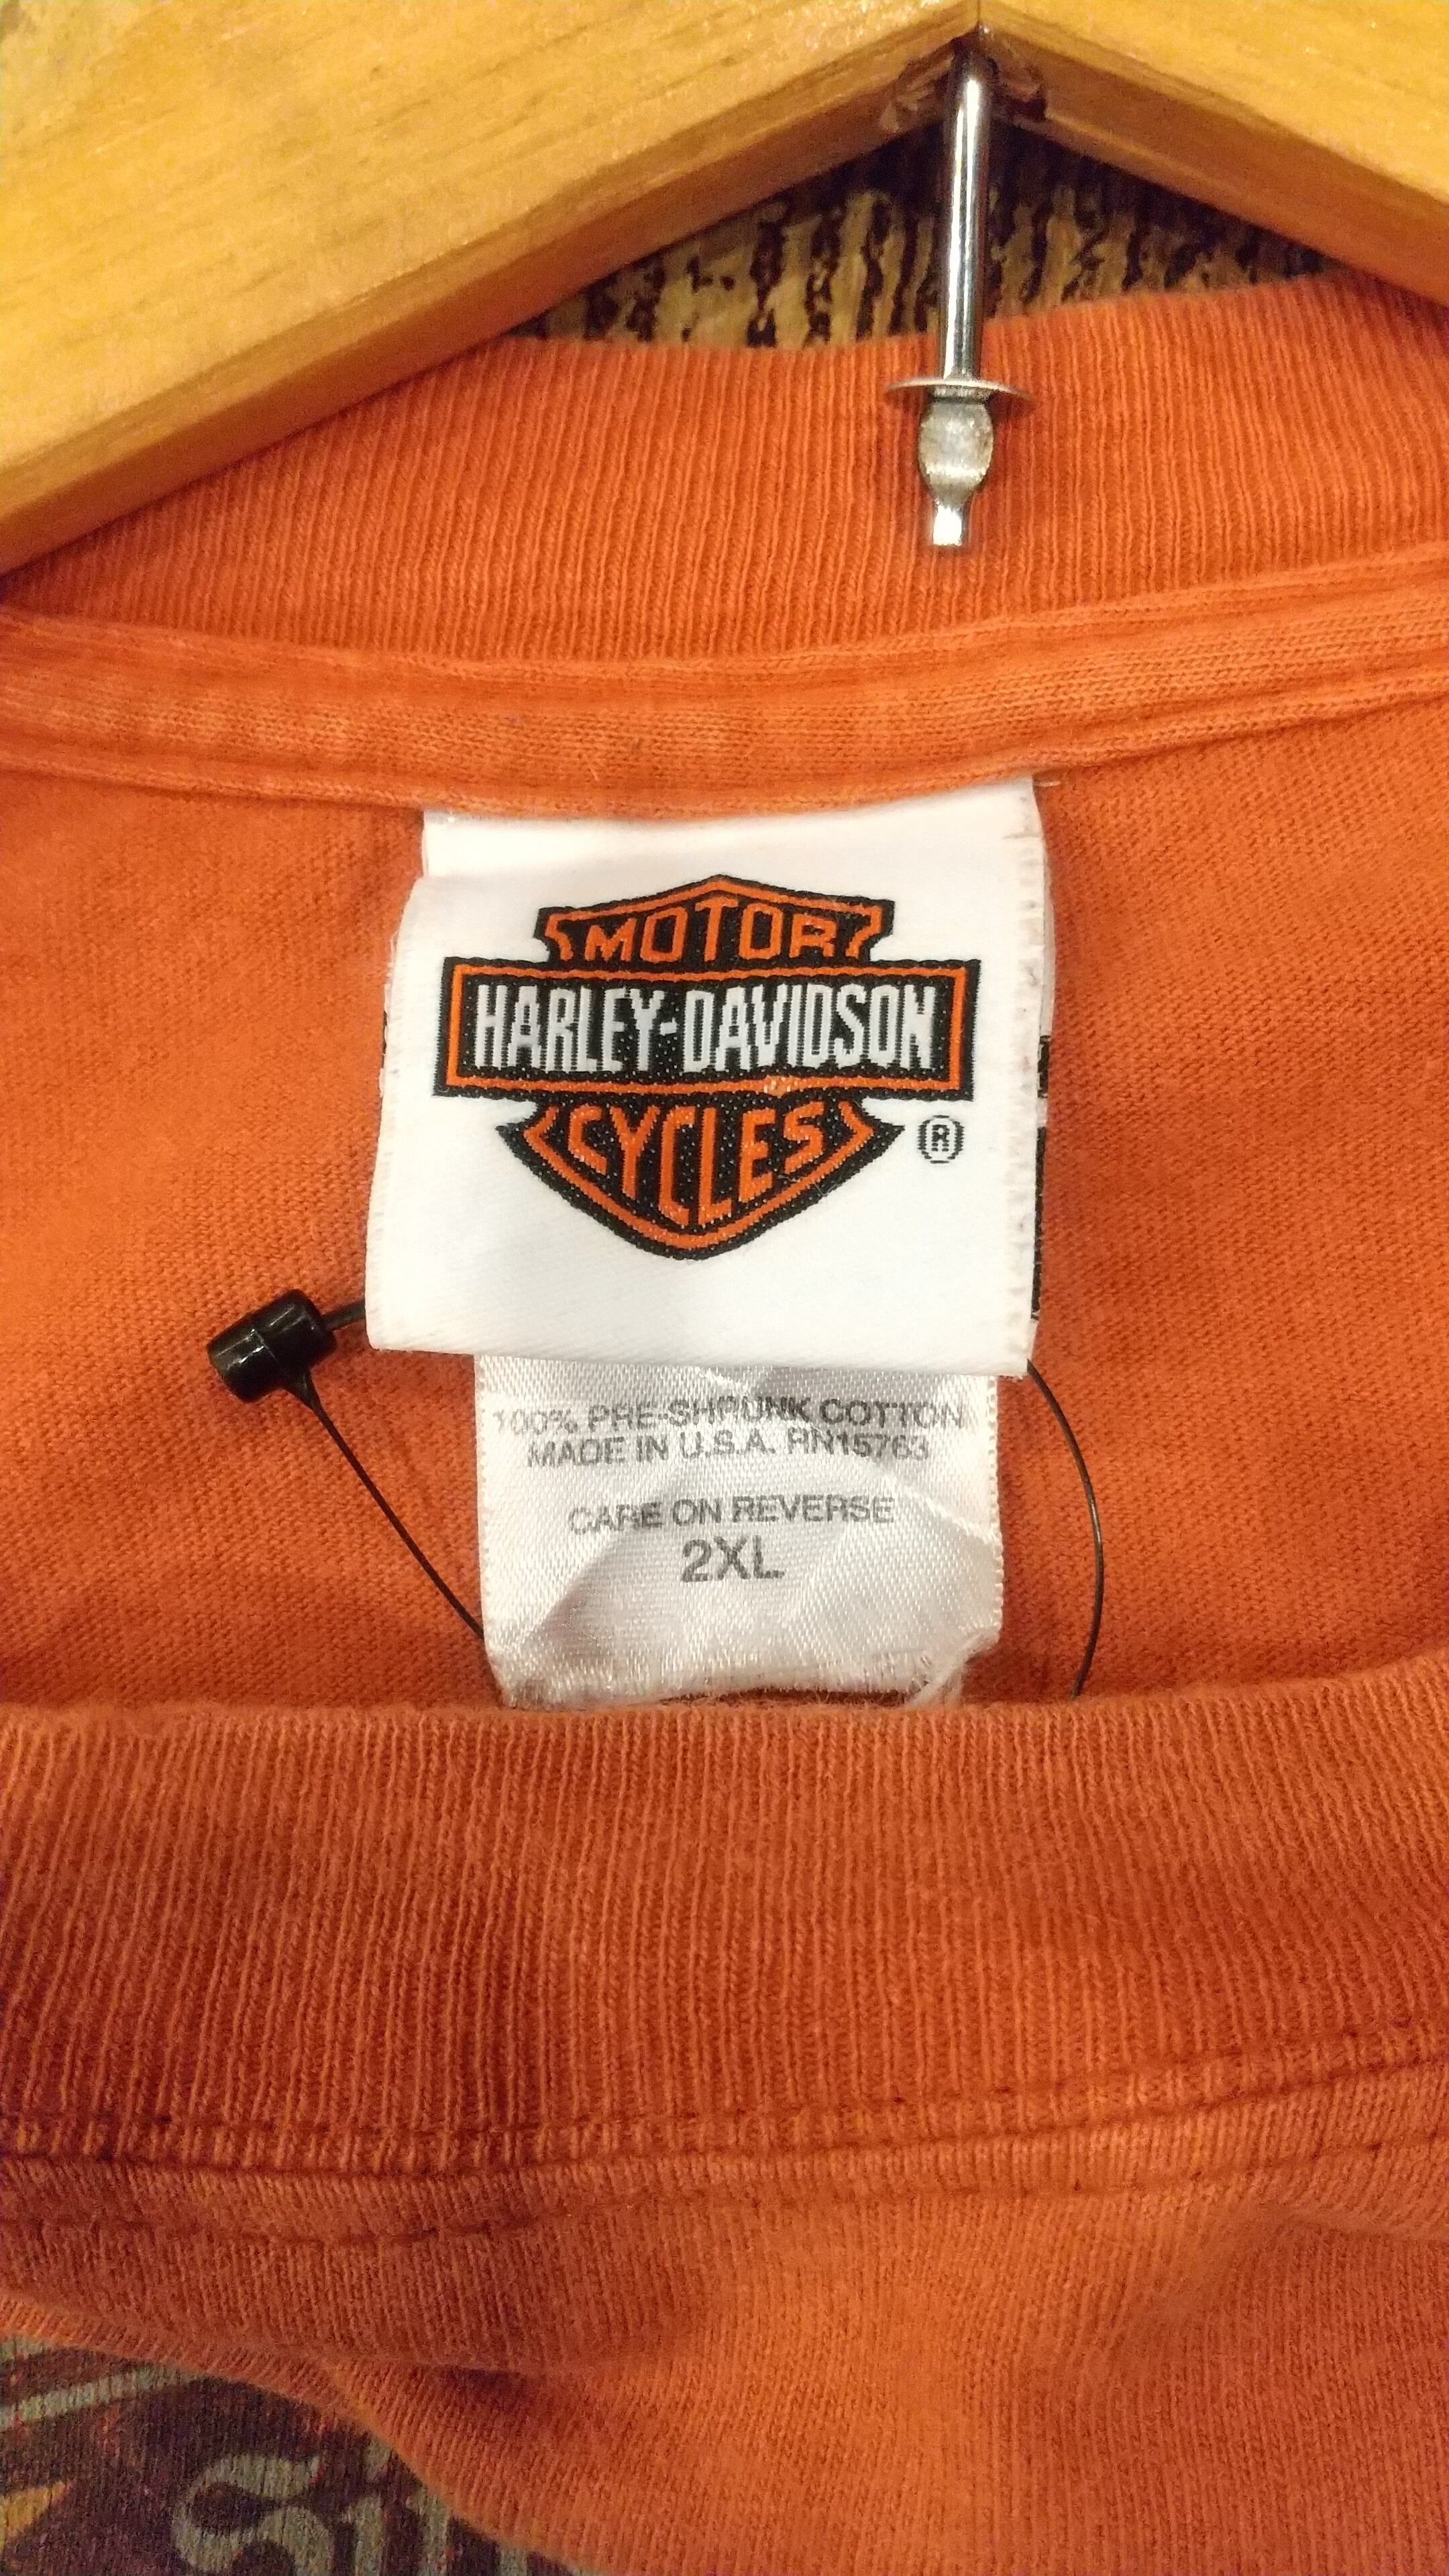 MOTOR
HARLEY-DAVIDSON
CYCLES
®
100% PRE-SHRUNK COTTON
MADE IN U.S.A. RN15763
CARE ON REVERSE
2XL